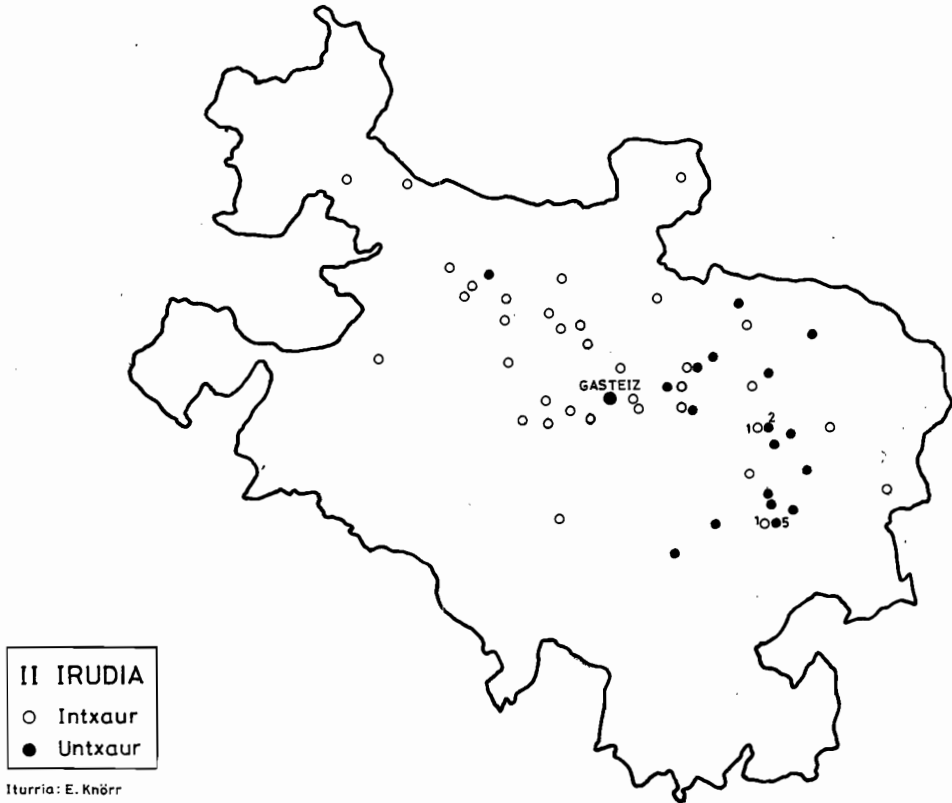 GASTEIZ
2
1
1 5
II IRUDIA
Intxaur
Untxaur
Iturria: E. Knörr